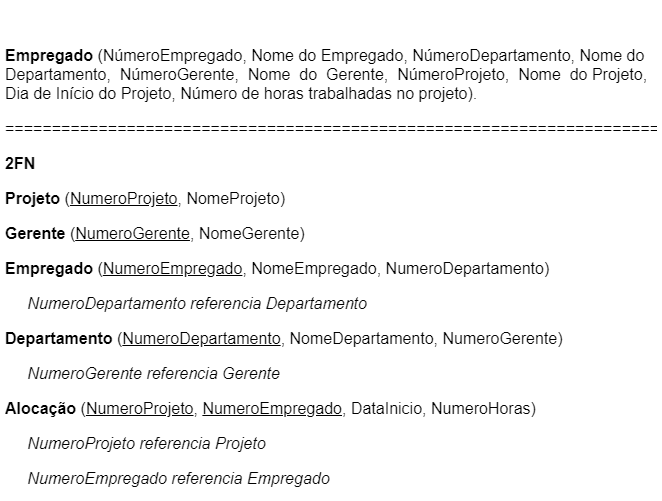 Empregado (NúmeroEmpregado, Nome do Empregado, NúmeroDepartamento, Nome do
Departamento, NúmeroGerente, Nome do Gerente, NúmeroProjeto, Nome do Projeto,
Dia de Início do Projeto, Número de horas trabalhadas no projeto).
======================================================================
2FN
Projeto (NumeroProjeto, NomeProjeto)
Gerente (NumeroGerente, NomeGerente)
Empregado (NumeroEmpregado, NomeEmpregado, NumeroDepartamento)
NumeroDepartamento referencia Departamento
Departamento (NumeroDepartamento, NomeDepartamento, NumeroGerente)
NumeroGerente referencia Gerente
Alocação (NumeroProjeto, NumeroEmpregado, DataInicio, NumeroHoras)
NumeroProjeto referencia Projeto
NumeroEmpregado referencia Empregado